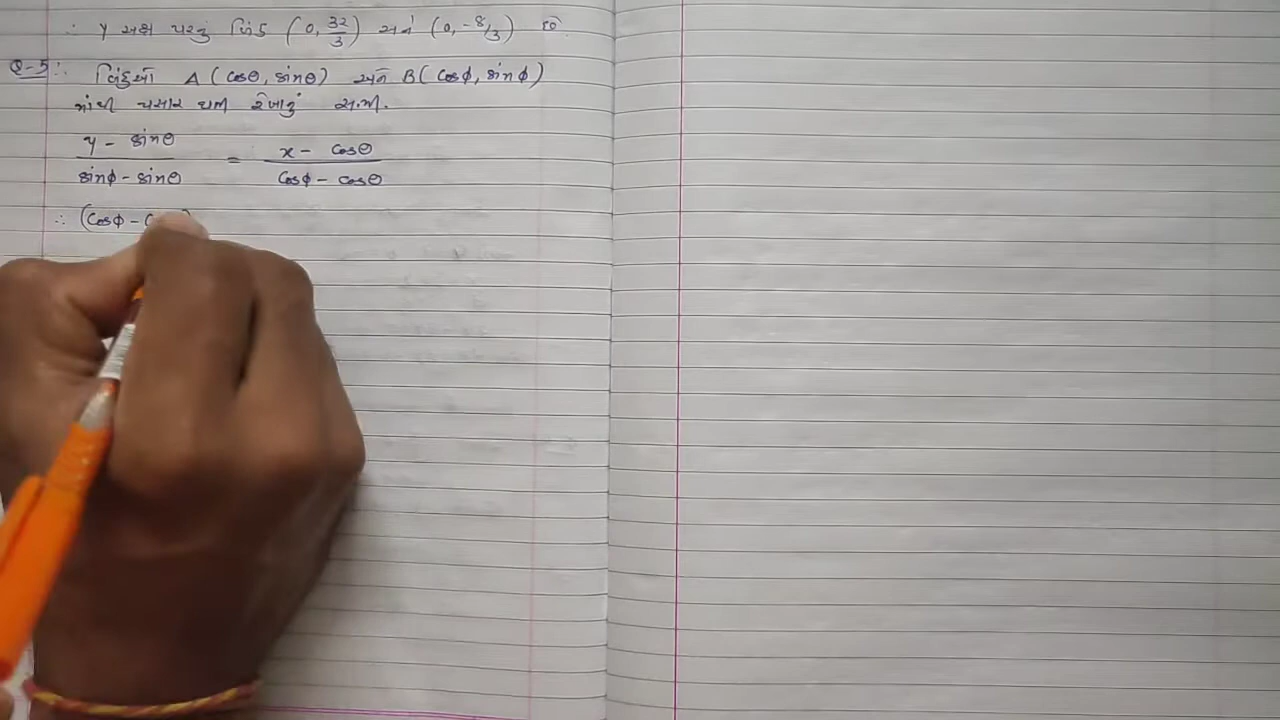 ∴ Y અક્ષ પરનું બિંદુ (0, 32/3) અને (0, -8/3) છે.
Q-5:. બિંદુઓ A (cosθ, sinθ) અને B( cosϕ, sinϕ)
માંથી પસાર થતી રેખાનું સ.મી.
(y - sinθ)/(sinϕ - sinθ) = (x - cosθ)/(cosϕ - cosθ)
∴ (cosϕ -